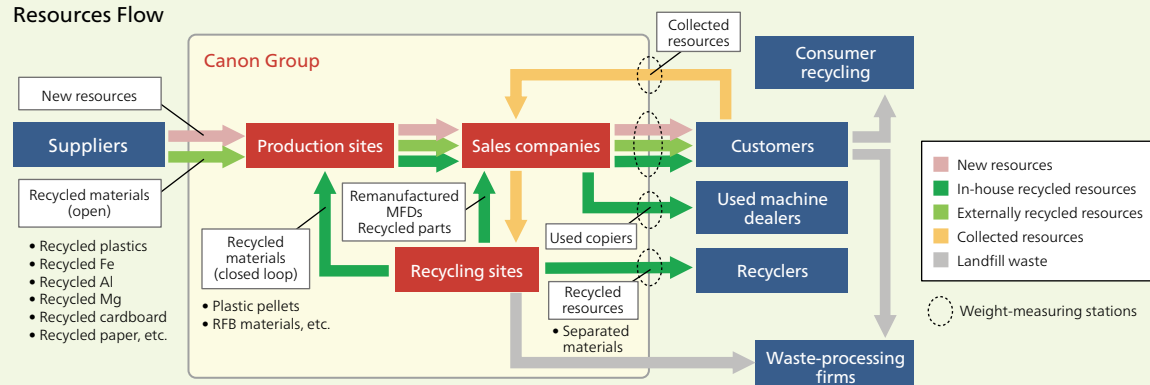 Resources Flow
Collected
resources
Consumer
recycling
Canon Group
New resources
Suppliers
Production sites
Sales companies
Customers
New resources
In-house recycled resources
Externally recycled resources
Collected resources
Landfill waste
Weight-measuring stations
Recycled materials
(open)
• Recycled plastics
• Recycled Fe
• Recycled Al
• Recycled Mg
• Recycled cardboard
• Recycled paper, etc.
Remanufactured
MFDs
Recycled parts
Used machine
dealers
Used copiers
Recycled
materials
(closed loop)
• Plastic pellets
• RFB materials, etc.
Recycling sites
Recyclers
Recycled
resources
• Separated
materials
Waste-processing
firms